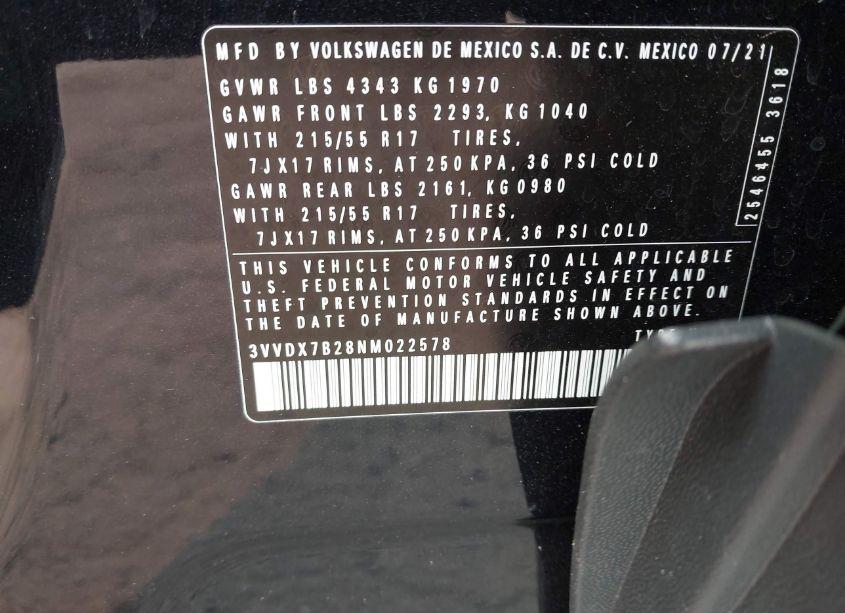 MFD BY VOLKSWAGEN DE MEXICO S.A. DE C.V. MEXICO 07/21
GVWR LBS 4343 KG 1970
GAWR FRONT LBS 2293, KG 1040
WITH 215/55 R17 TIRES,
7JX17 RIMS, AT 250 KPA, 36 PSI COLD
GAWR REAR LBS 2161, KG 0980
WITH 215/55 R17 TIRES,
7JX17 RIMS, AT 250 KPA, 36 PSI COLD
2546455 3618
THIS VEHICLE CONFORMS TO ALL APPLICABLE
U.S. FEDERAL MOTOR VEHICLE SAFETY AND
THEFT PREVENTION STANDARDS IN EFFECT ON
THE DATE OF MANUFACTURE SHOWN ABOVE.
3VVDX7B28NM022578